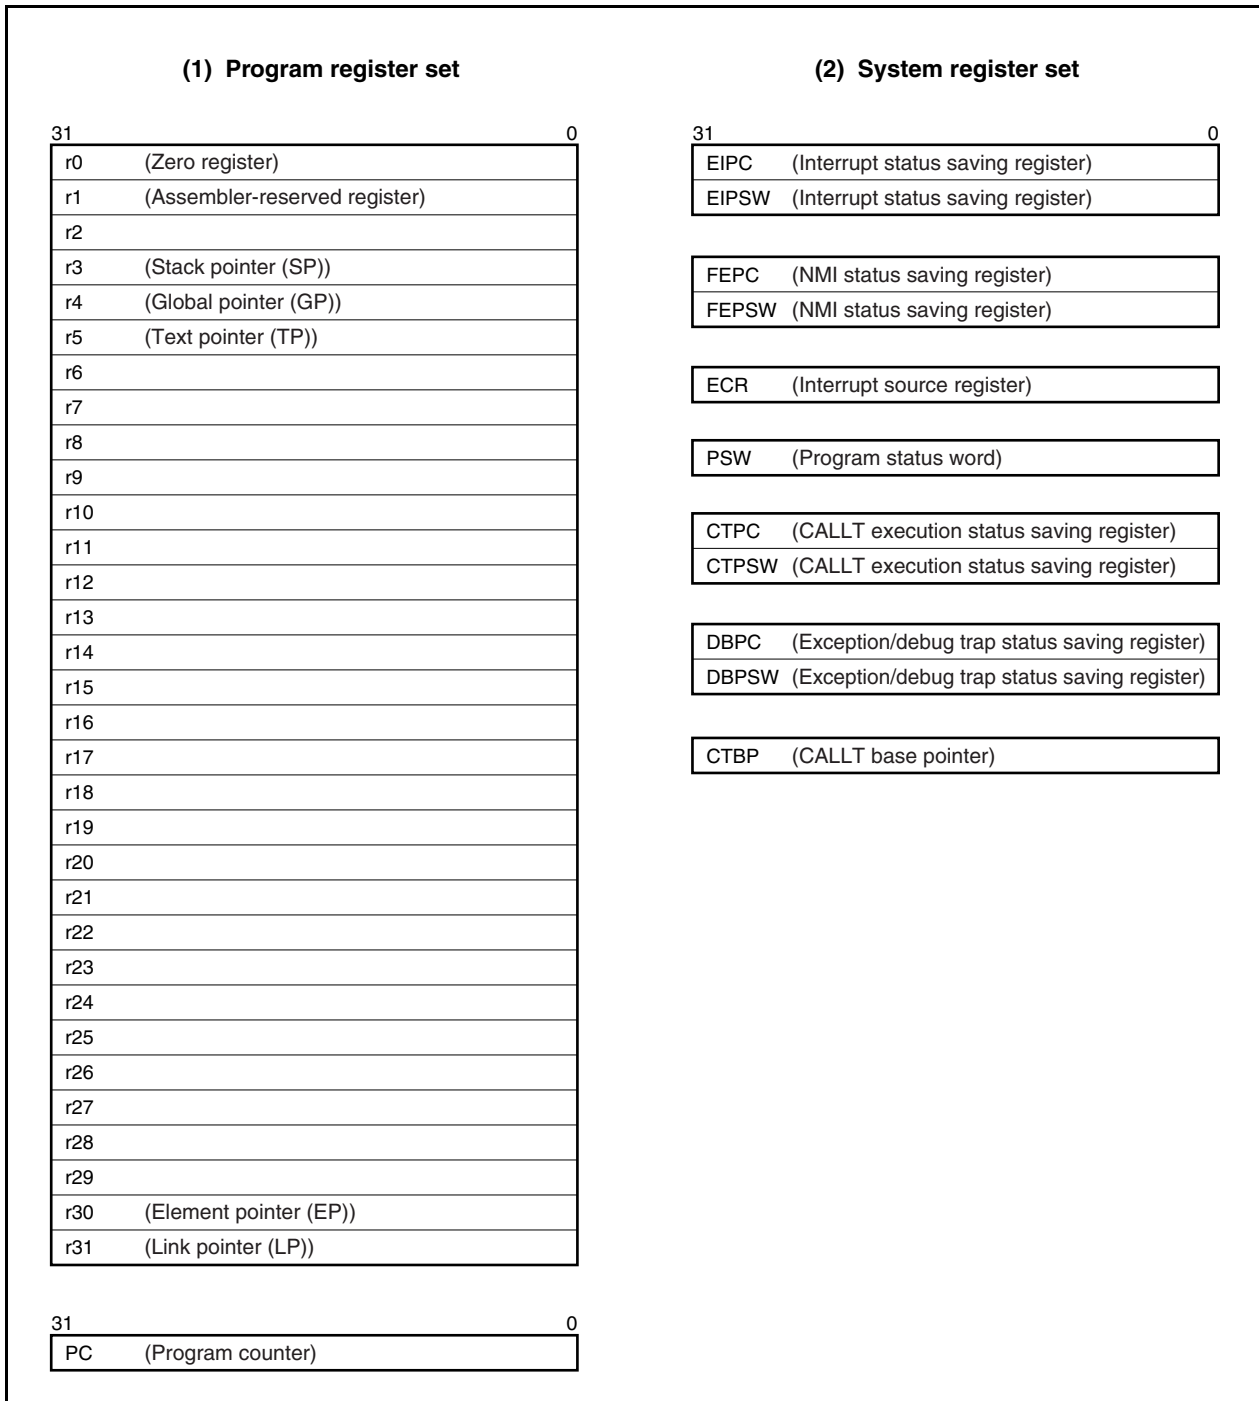 (1) Program register set
31 0
r0 (Zero register)
r1 (Assembler-reserved register)
r2
r3 (Stack pointer (SP))
r4 (Global pointer (GP))
r5 (Text pointer (TP))
r6
r7
r8
r9
r10
r11
r12
r13
r14
r15
r16
r17
r18
r19
r20
r21
r22
r23
r24
r25
r26
r27
r28
r29
r30 (Element pointer (EP))
r31 (Link pointer (LP))
31 0
PC (Program counter)
(2) System register set
31 0
EIPC (Interrupt status saving register)
EIPSW (Interrupt status saving register)
FEPC (NMI status saving register)
FEPSW (NMI status saving register)
ECR (Interrupt source register)
PSW (Program status word)
CTPC (CALLT execution status saving register)
CTPSW (CALLT execution status saving register)
DBPC (Exception/debug trap status saving register)
DBPSW (Exception/debug trap status saving register)
CTBP (CALLT base pointer)